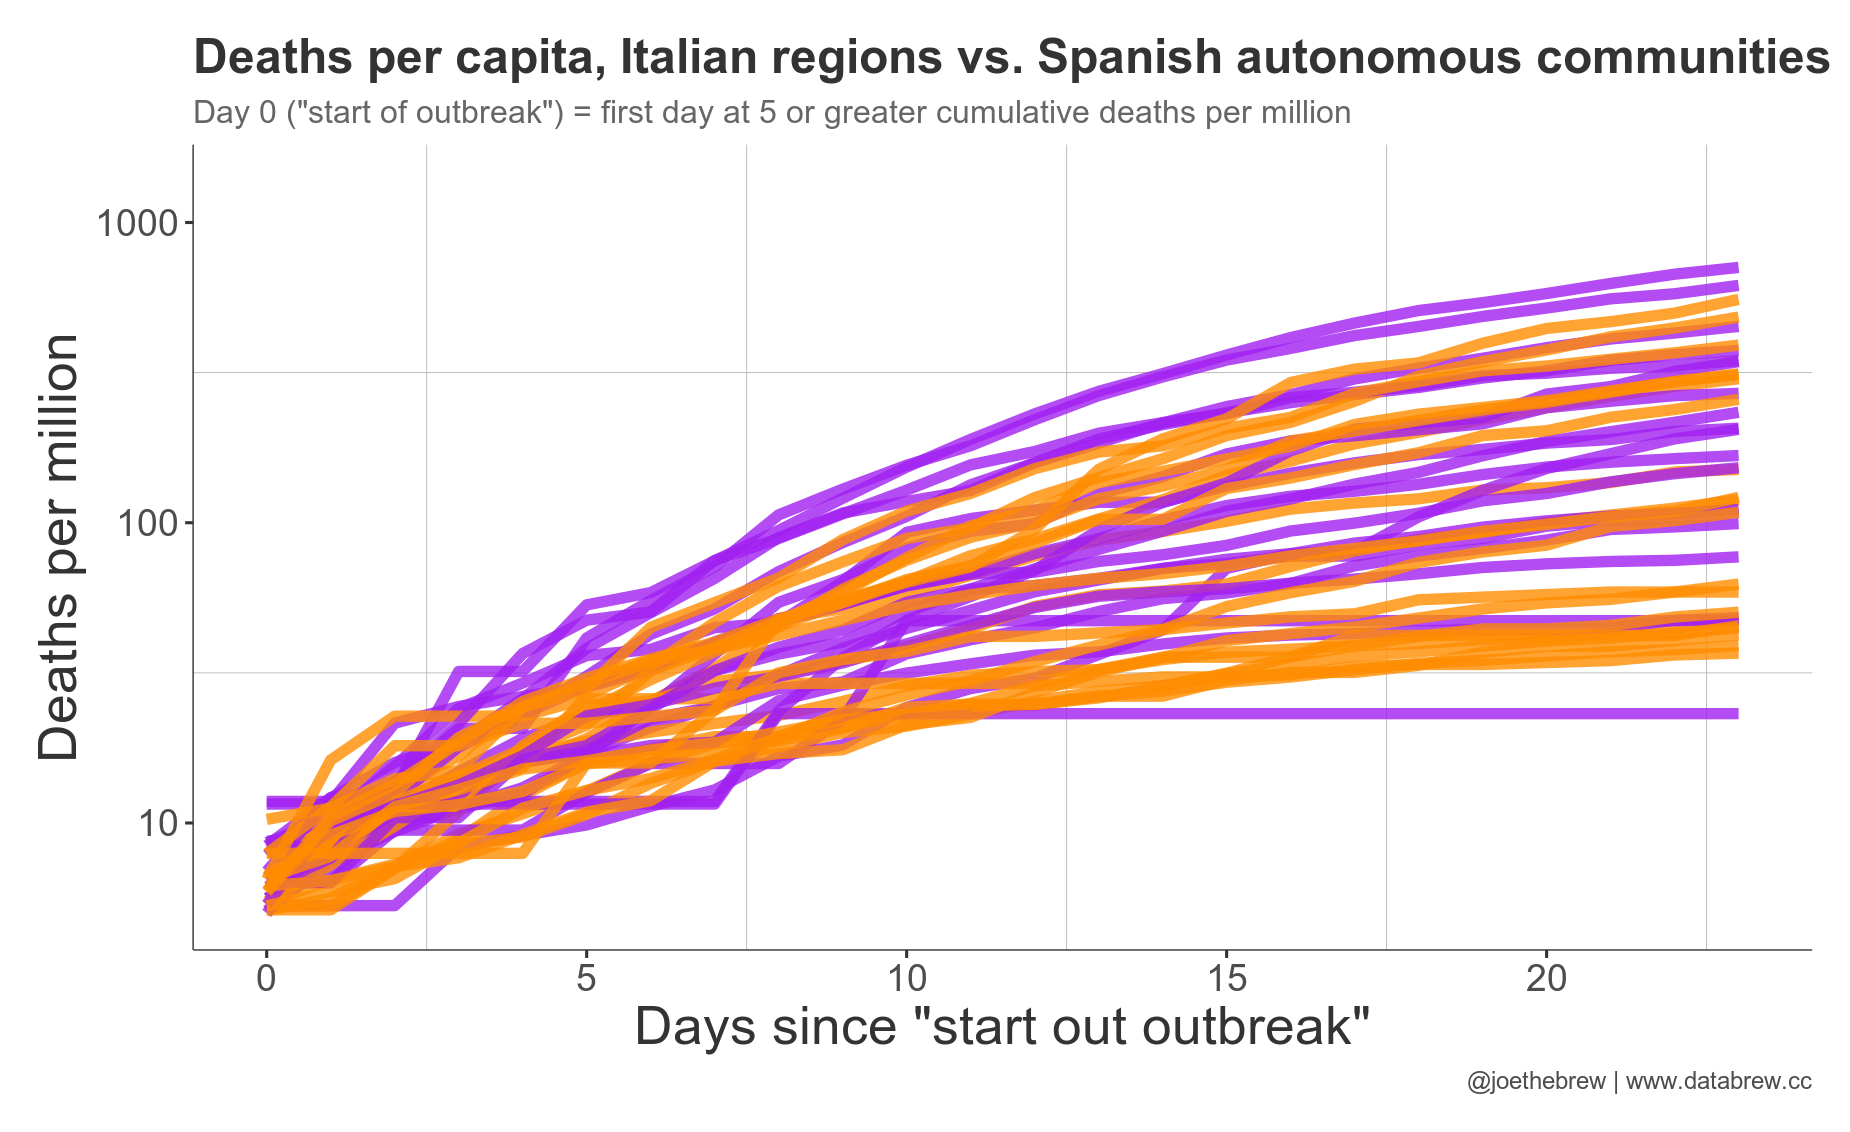 Deaths per capita, Italian regions vs. Spanish autonomous communities
Day 0 ("start of outbreak") = first day at 5 or greater cumulative deaths per million
Deaths per million
1000
100
10
0 5 10 15 20
Days since "start out outbreak"
@joethebrew | www.databrew.cc